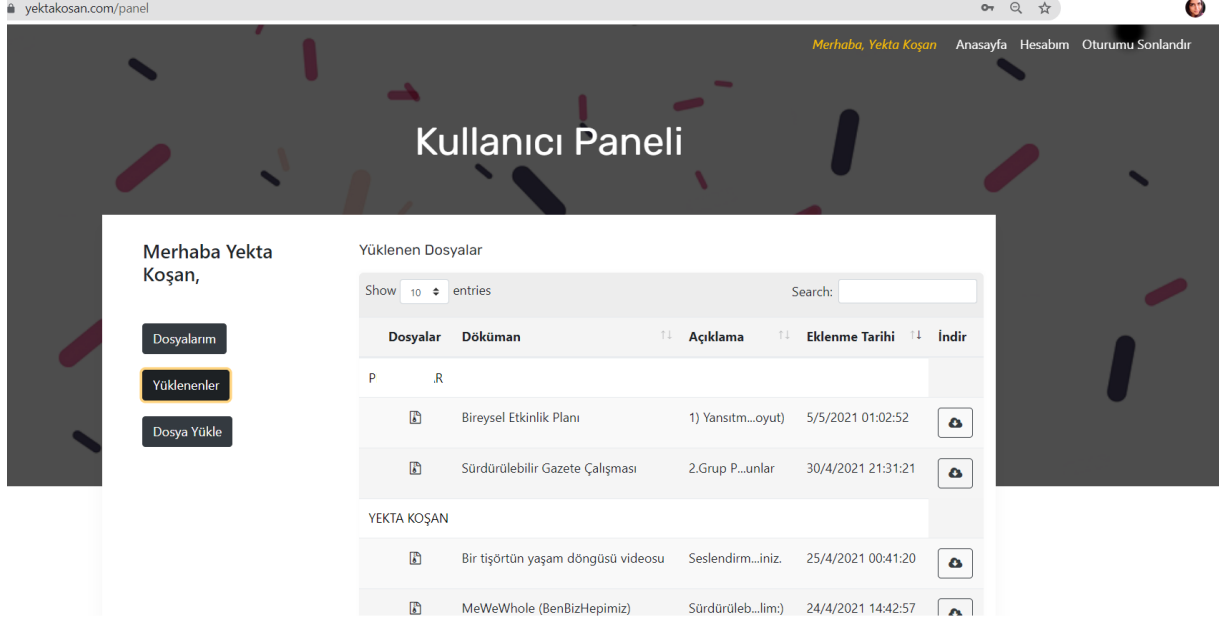 yektakosan.com/panel
Merhaba, Yekta Koşan Anasayfa Hesabım Oturumu Sonlandır
Kullanıcı Paneli
Merhaba Yekta
Koşan,
Dosyalarım
Yüklenenler
Dosya Yükle
Yüklenen Dosyalar
Show 10 entries Search:
Dosyalar Döküman Açıklama Eklenme Tarihi İndir
P .R
Bireysel Etkinlik Planı 1) Yansıtm...oyut) 5/5/2021 01:02:52
Sürdürülebilir Gazete Çalışması 2.Grup P...unlar 30/4/2021 21:31:21
YEKTA KOŞAN
Bir tişörtün yaşam döngüsü videosu Seslendirm...iniz. 25/4/2021 00:41:20
MeWeWhole (BenBizHepimiz) Sürdürüleb...lim:) 24/4/2021 14:42:57